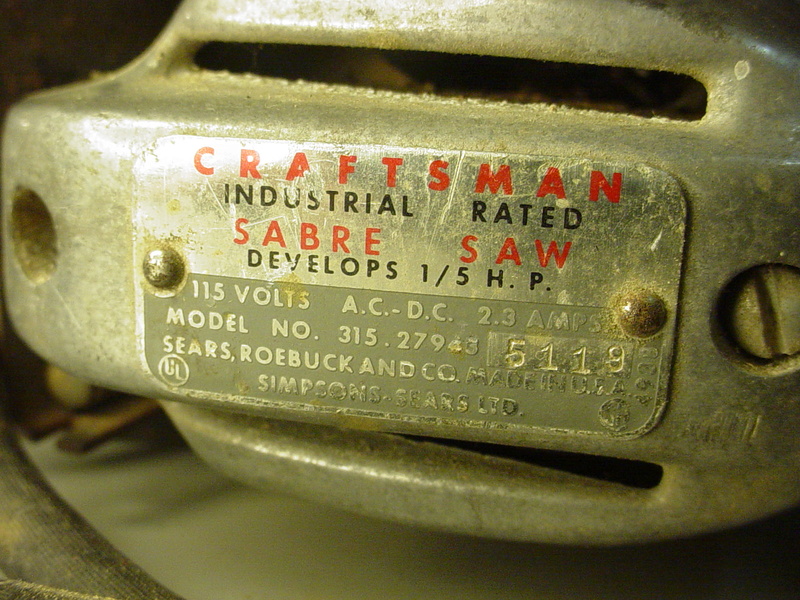 CRAFTSMAN
INDUSTRIAL RATED
SABRE SAW
DEVELOPS 1/5 H.P.
115 VOLTS A.C.-D.C. 2.3 AMPS
MODEL NO. 315.27943 5119
SEARS, ROEBUCK AND CO. MADE IN U.S.A.
UL SIMPSONS-SEARS LTD.